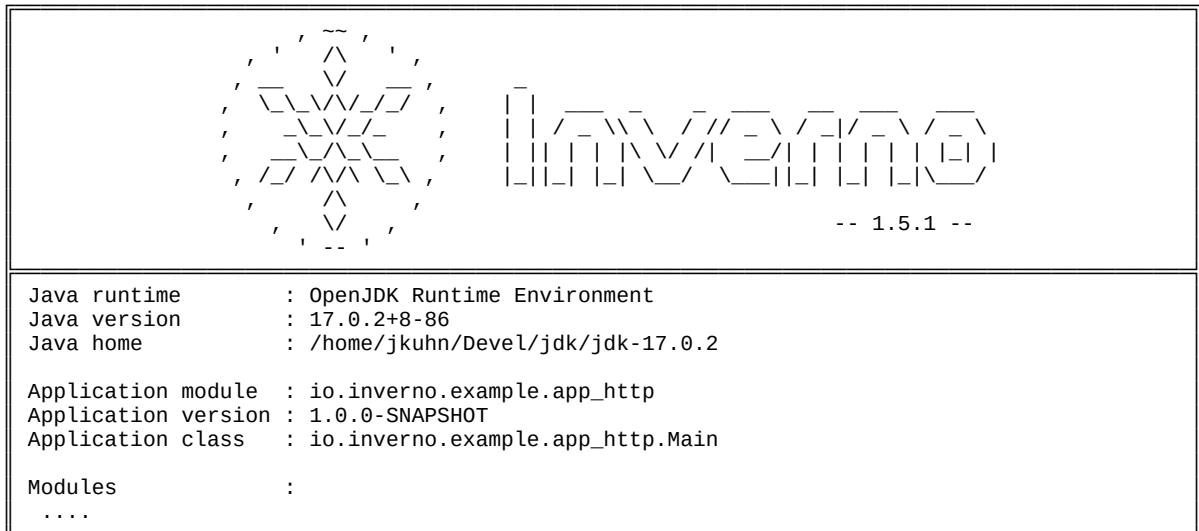 Inverno
-- 1.5.1 --
Java runtime : OpenJDK Runtime Environment
Java version : 17.0.2+8-86
Java home : /home/jkuhn/Devel/jdk/jdk-17.0.2
Application module : io.inverno.example.app_http
Application version : 1.0.0-SNAPSHOT
Application class : io.inverno.example.app_http.Main
Modules :
....